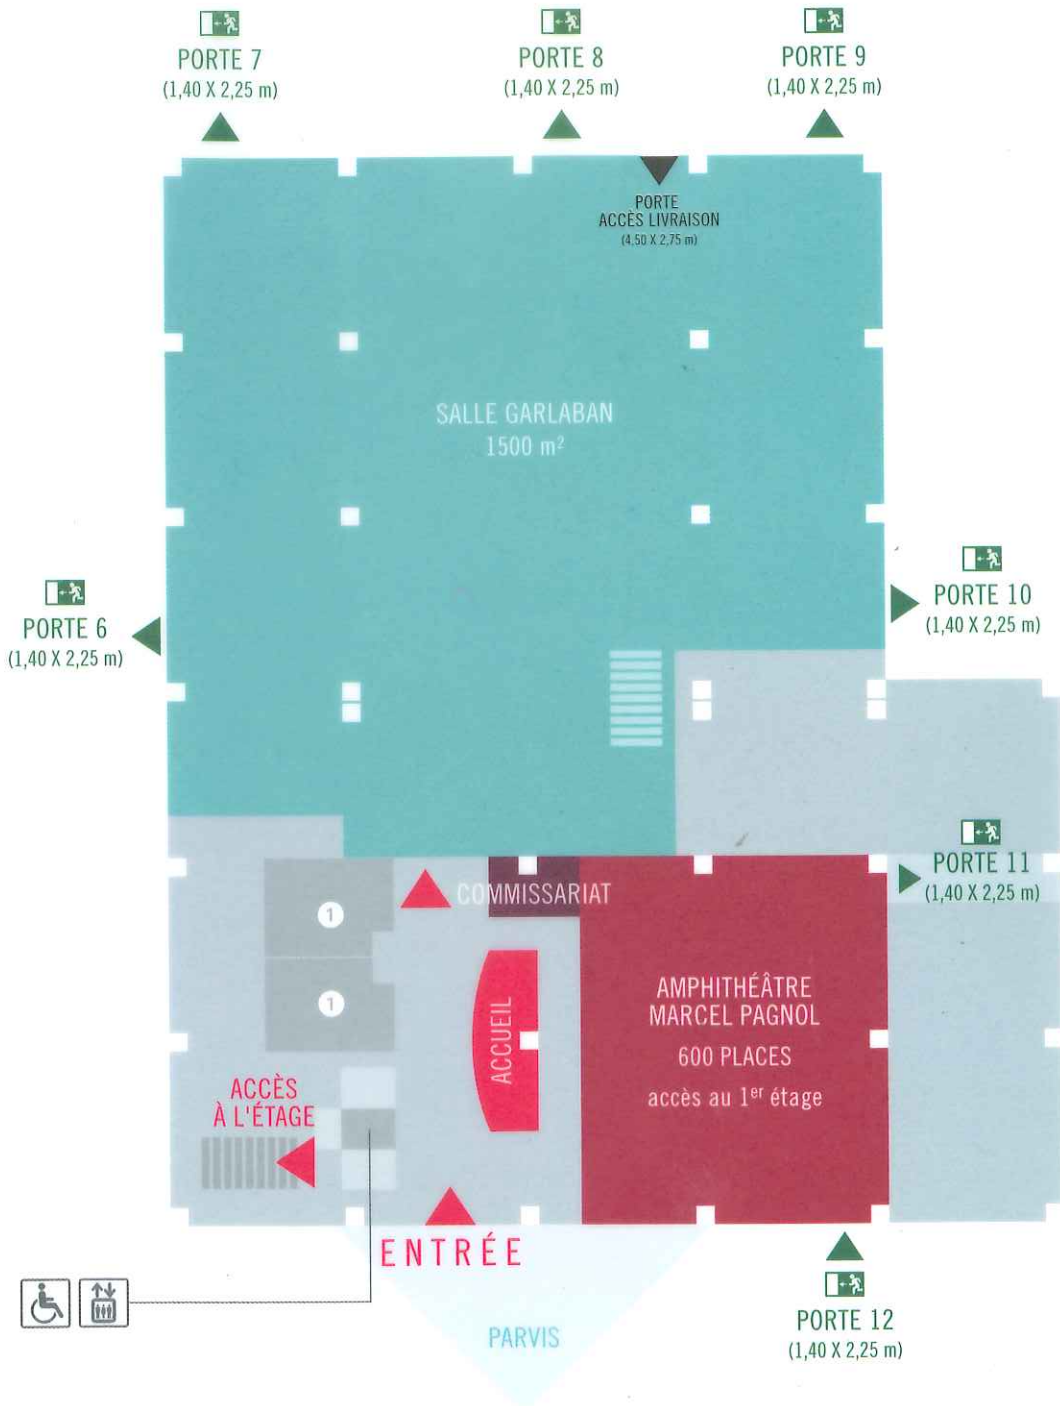 PORTE 7
(1,40 X 2,25 m)
PORTE 8
(1,40 X 2,25 m)
PORTE 9
(1,40 X 2,25 m)
PORTE
ACCÈS LIVRAISON
(4,50 X 2,75 m)
SALLE GARLABAN
1500 m²
PORTE 6
(1,40 X 2,25 m)
PORTE 10
(1,40 X 2,25 m)
PORTE 11
(1,40 X 2,25 m)
COMMISSARIAT
1
1
ACCUEIL
AMPHITHÉÂTRE
MARCEL PAGNOL
600 PLACES
accès au 1er étage
ACCÈS
À L'ÉTAGE
ENTRÉE
PARVIS
PORTE 12
(1,40 X 2,25 m)